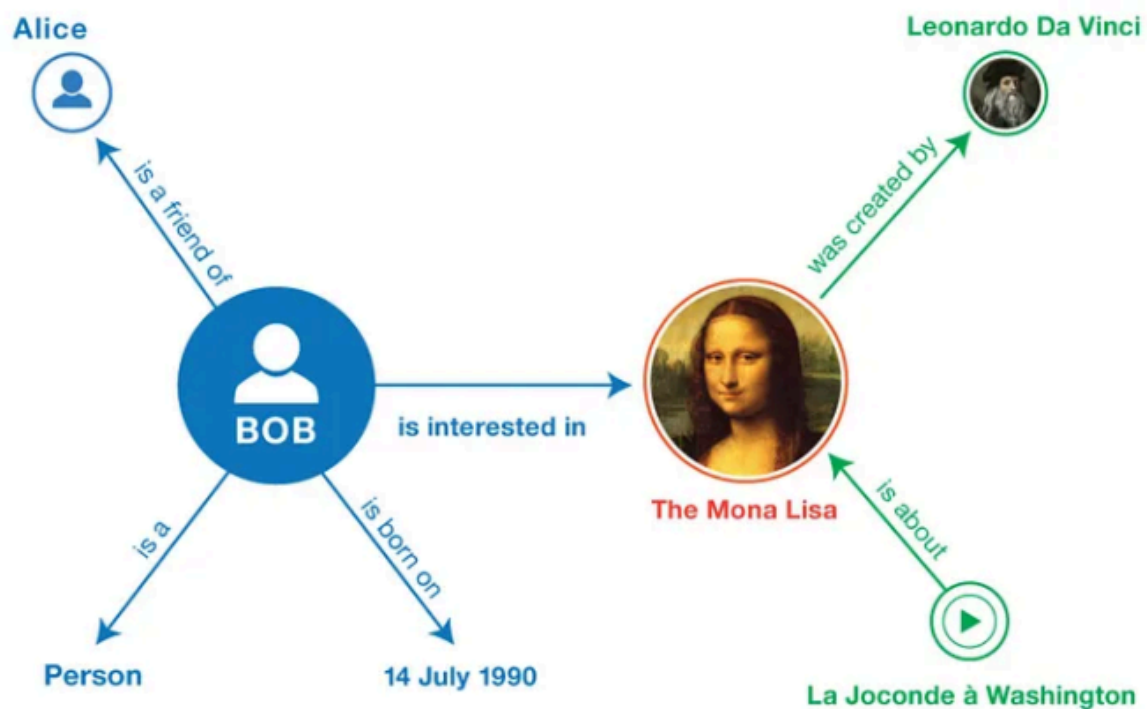 Alice
Leonardo Da Vinci
is a friend of
was created by
BOB
is interested in
The Mona Lisa
is a
is born on
is about
Person
14 July 1990
La Joconde à Washington